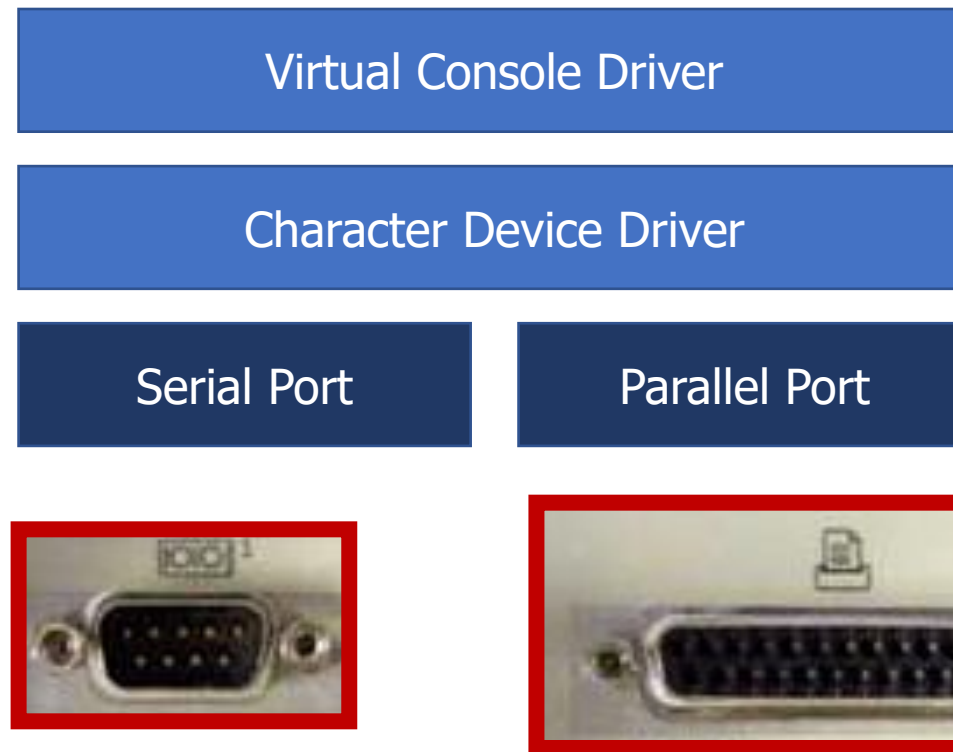 Virtual Console Driver
Character Device Driver
Serial Port
Parallel Port
1